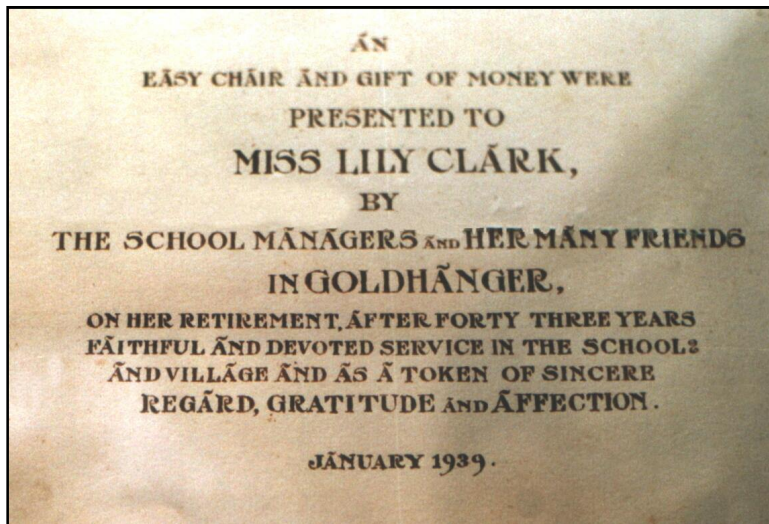 AN
EASY CHAIR AND GIFT OF MONEY WERE
PRESENTED TO
MISS LILY CLARK,
BY
THE SCHOOL MANAGERS AND HER MANY FRIENDS
IN GOLDHANGER,
ON HER RETIREMENT, AFTER FORTY THREE YEARS
FAITHFUL AND DEVOTED SERVICE IN THE SCHOOLS
AND VILLAGE AND AS A TOKEN OF SINCERE
REGARD, GRATITUDE AND AFFECTION.
JANUARY 1939.